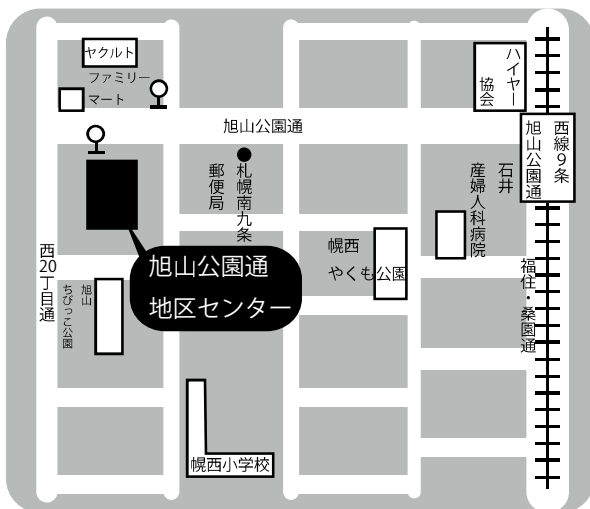 ヤクルト
ファミリー
マート
ハイヤー
協会
旭山公園通
西線9条
旭山公園通
札幌南九条
郵便局
石井
産婦人科病院
幌西
やくも公園
旭山公園通
地区センター
西20丁目通
旭山
ちびっこ公園
福住・桑園通
幌西小学校